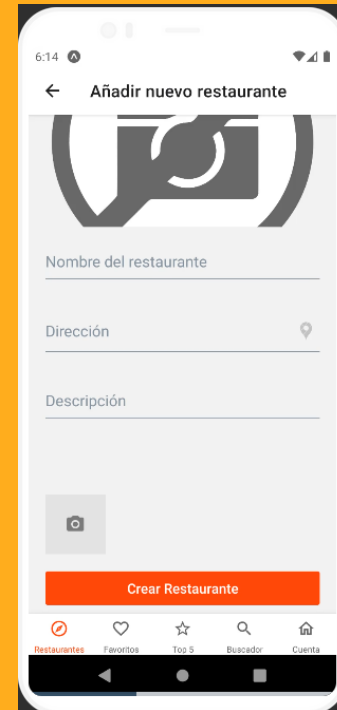 6:14
Añadir nuevo restaurante
Nombre del restaurante
Dirección
Descripción
Crear Restaurante
Restaurantes Favoritos Top 5 Buscador Cuenta